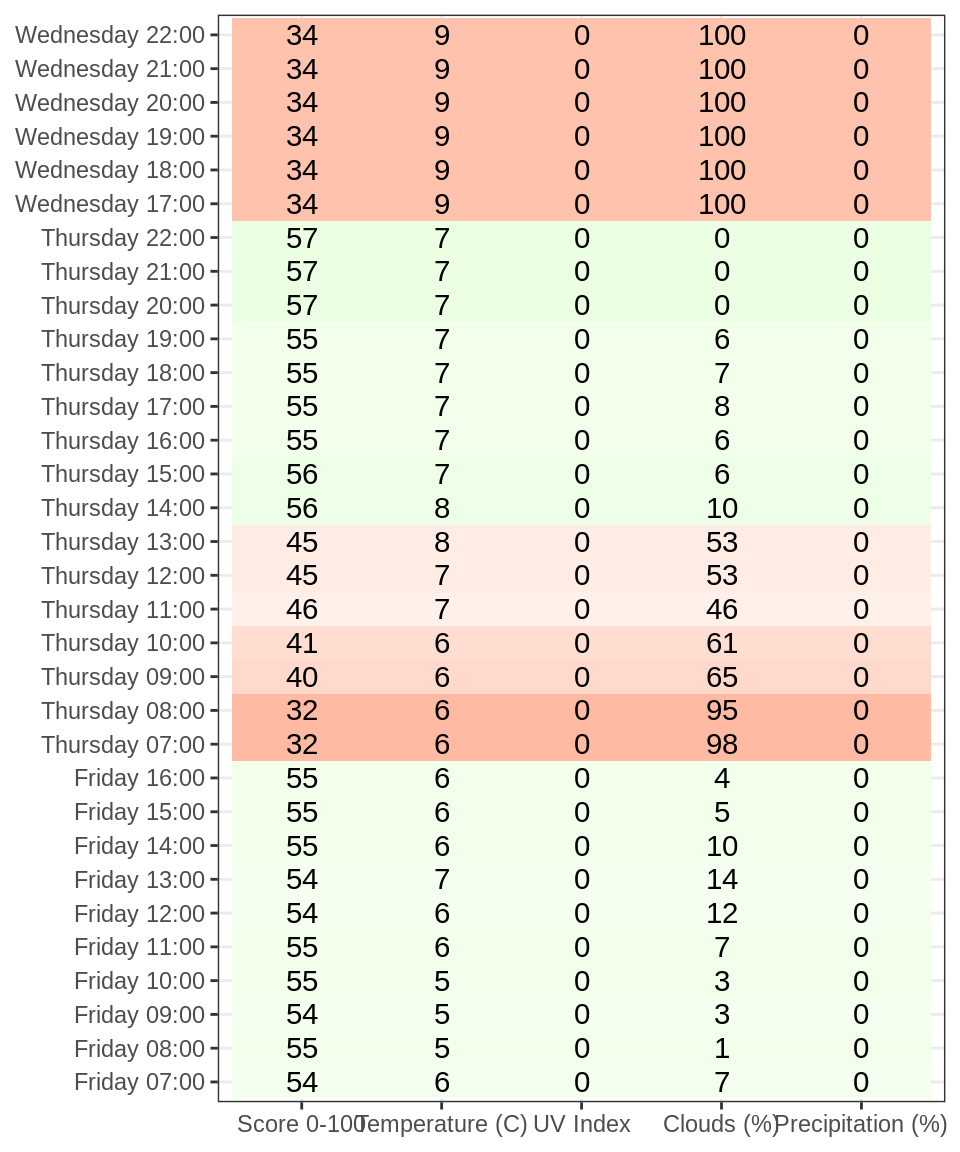 Wednesday 22:00 34 9 0 100 0
Wednesday 21:00 34 9 0 100 0
Wednesday 20:00 34 9 0 100 0
Wednesday 19:00 34 9 0 100 0
Wednesday 18:00 34 9 0 100 0
Wednesday 17:00 34 9 0 100 0
Thursday 22:00 57 7 0 0 0
Thursday 21:00 57 7 0 0 0
Thursday 20:00 57 7 0 0 0
Thursday 19:00 55 7 0 6 0
Thursday 18:00 55 7 0 7 0
Thursday 17:00 55 7 0 8 0
Thursday 16:00 55 7 0 6 0
Thursday 15:00 56 7 0 6 0
Thursday 14:00 56 8 0 10 0
Thursday 13:00 45 8 0 53 0
Thursday 12:00 45 7 0 53 0
Thursday 11:00 46 7 0 46 0
Thursday 10:00 41 6 0 61 0
Thursday 09:00 40 6 0 65 0
Thursday 08:00 32 6 0 95 0
Thursday 07:00 32 6 0 98 0
Friday 16:00 55 6 0 4 0
Friday 15:00 55 6 0 5 0
Friday 14:00 55 6 0 10 0
Friday 13:00 54 7 0 14 0
Friday 12:00 54 6 0 12 0
Friday 11:00 55 6 0 7 0
Friday 10:00 55 5 0 3 0
Friday 09:00 54 5 0 3 0
Friday 08:00 55 5 0 1 0
Friday 07:00 54 6 0 7 0
Score 0-100 Temperature (C) UV Index Clouds (%) Precipitation (%)